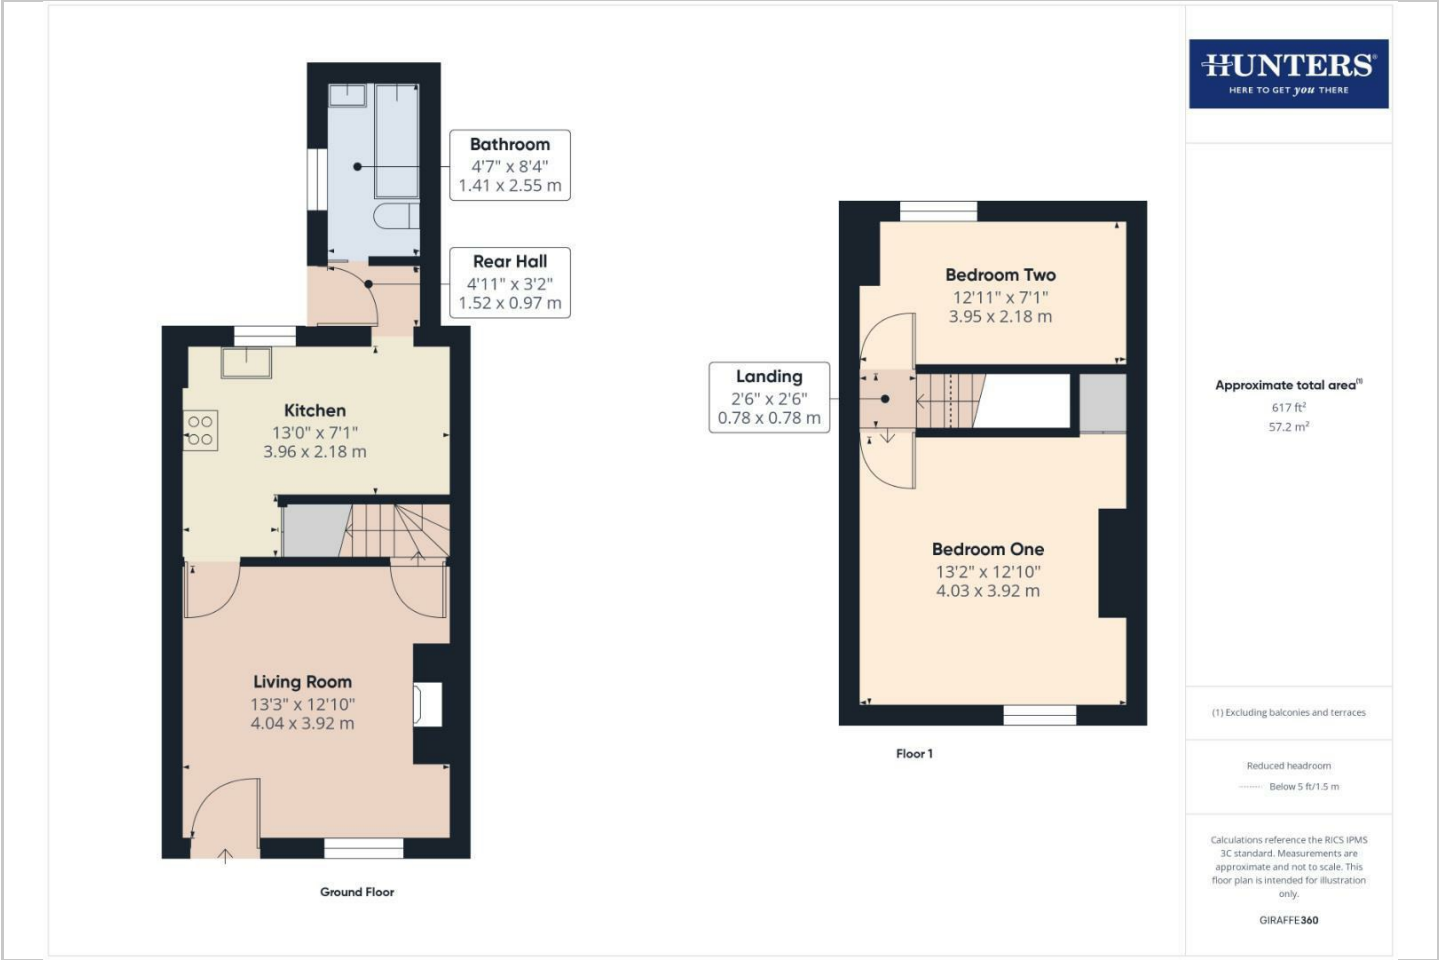 Bathroom
4'7" x 8'4"
1.41 x 2.55 m
Rear Hall
4'11" x 3'2"
1.52 x 0.97 m
Kitchen
13'0" x 7'1"
3.96 x 2.18 m
Living Room
13'3" x 12'10"
4.04 x 3.92 m
Ground Floor
Bedroom Two
12'11" x 7'1"
3.95 x 2.18 m
Landing
2'6" x 2'6"
0.78 x 0.78 m
Bedroom One
13'2" x 12'10"
4.03 x 3.92 m
Floor 1
HUNTERS®
HERE TO GET you THERE
Approximate total area(1)
617 ft²
57.2 m²
(1) Excluding balconies and terraces
Reduced headroom
Below 5 ft/1.5 m
Calculations reference the RICS IPMS
3C standard. Measurements are
approximate and not to scale. This
floor plan is intended for illustration
only.
GIRAFFE360